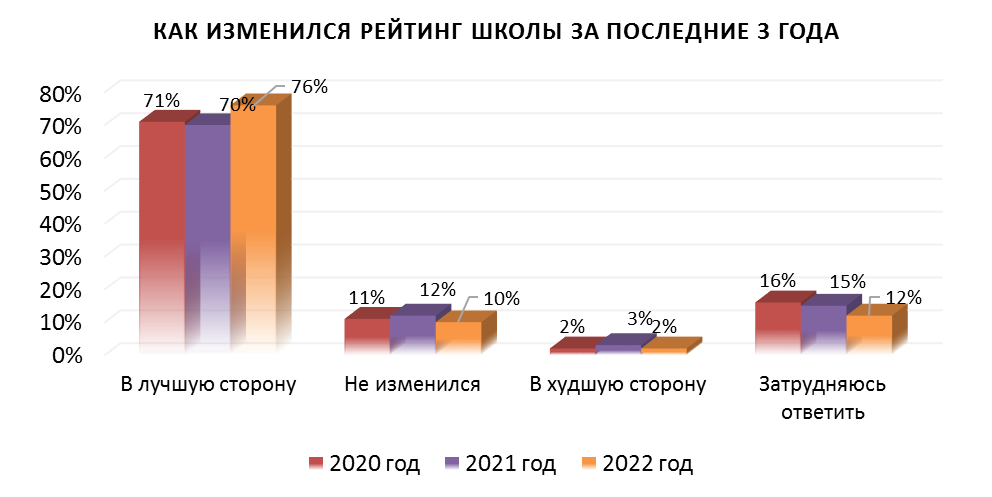 КАК ИЗМЕНИЛСЯ РЕЙТИНГ ШКОЛЫ ЗА ПОСЛЕДНИЕ 3 ГОДА
80%
70%
60%
50%
40%
30%
20%
10%
0%
71%
70%
76%
11%
12%
10%
2%
3%
2%
16%
15%
12%
В лучшую сторону
Не изменился
В худшую сторону
Затрудняюсь
ответить
2020 год
2021 год
2022 год